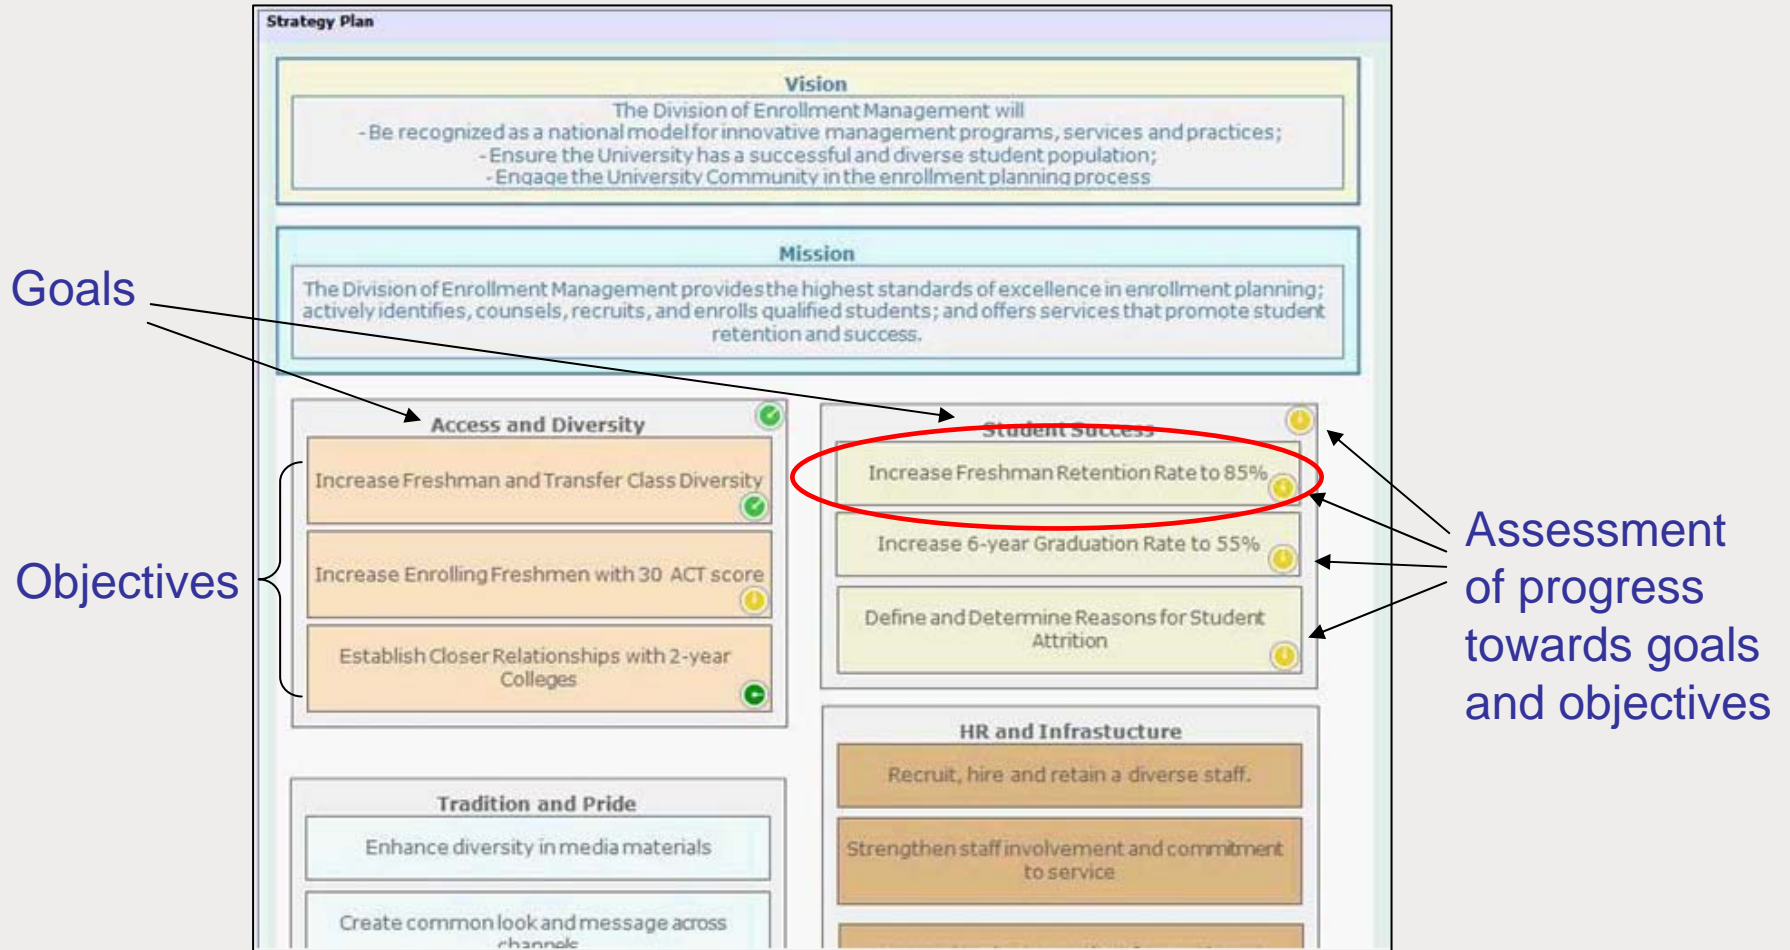 Strategy Plan
Vision
The Division of Enrollment Management will
- Be recognized as a national model for innovative management programs, services and practices;
- Ensure the University has a successful and diverse student population;
- Engage the University Community in the enrollment planning process
Mission
The Division of Enrollment Management provides the highest standards of excellence in enrollment planning;
actively identifies, counsels, recruits, and enrolls qualified students; and offers services that promote student
retention and success.
Goals
Access and Diversity
Increase Freshman and Transfer Class Diversity
Increase Enrolling Freshmen with 30 ACT score
Establish Closer Relationships with 2-year
Colleges
Objectives
Student Success
Increase Freshman Retention Rate to 85%
Increase 6-year Graduation Rate to 55%
Define and Determine Reasons for Student
Attrition
Assessment
of progress
towards goals
and objectives
Tradition and Pride
Enhance diversity in media materials
Create common look and message across
channels
HR and Infrastucture
Recruit, hire and retain a diverse staff.
Strengthen staff involvement and commitment
to service